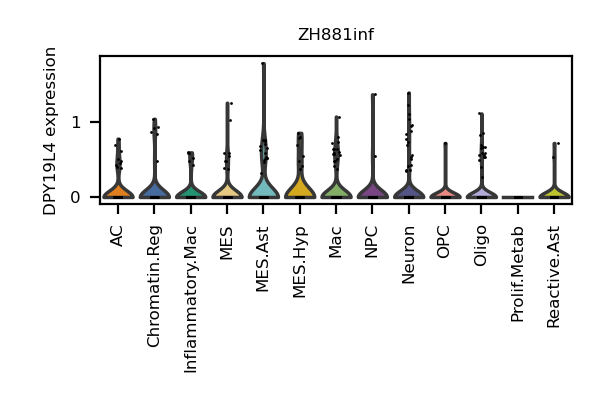 ZH881inf
DPY19L4 expression
1
0
AC
Chromatin.Reg
Inflammatory.Mac
MES
MES.Ast
MES.Hyp
Mac
NPC
Neuron
OPC
Oligo
Prolif.Metab
Reactive.Ast